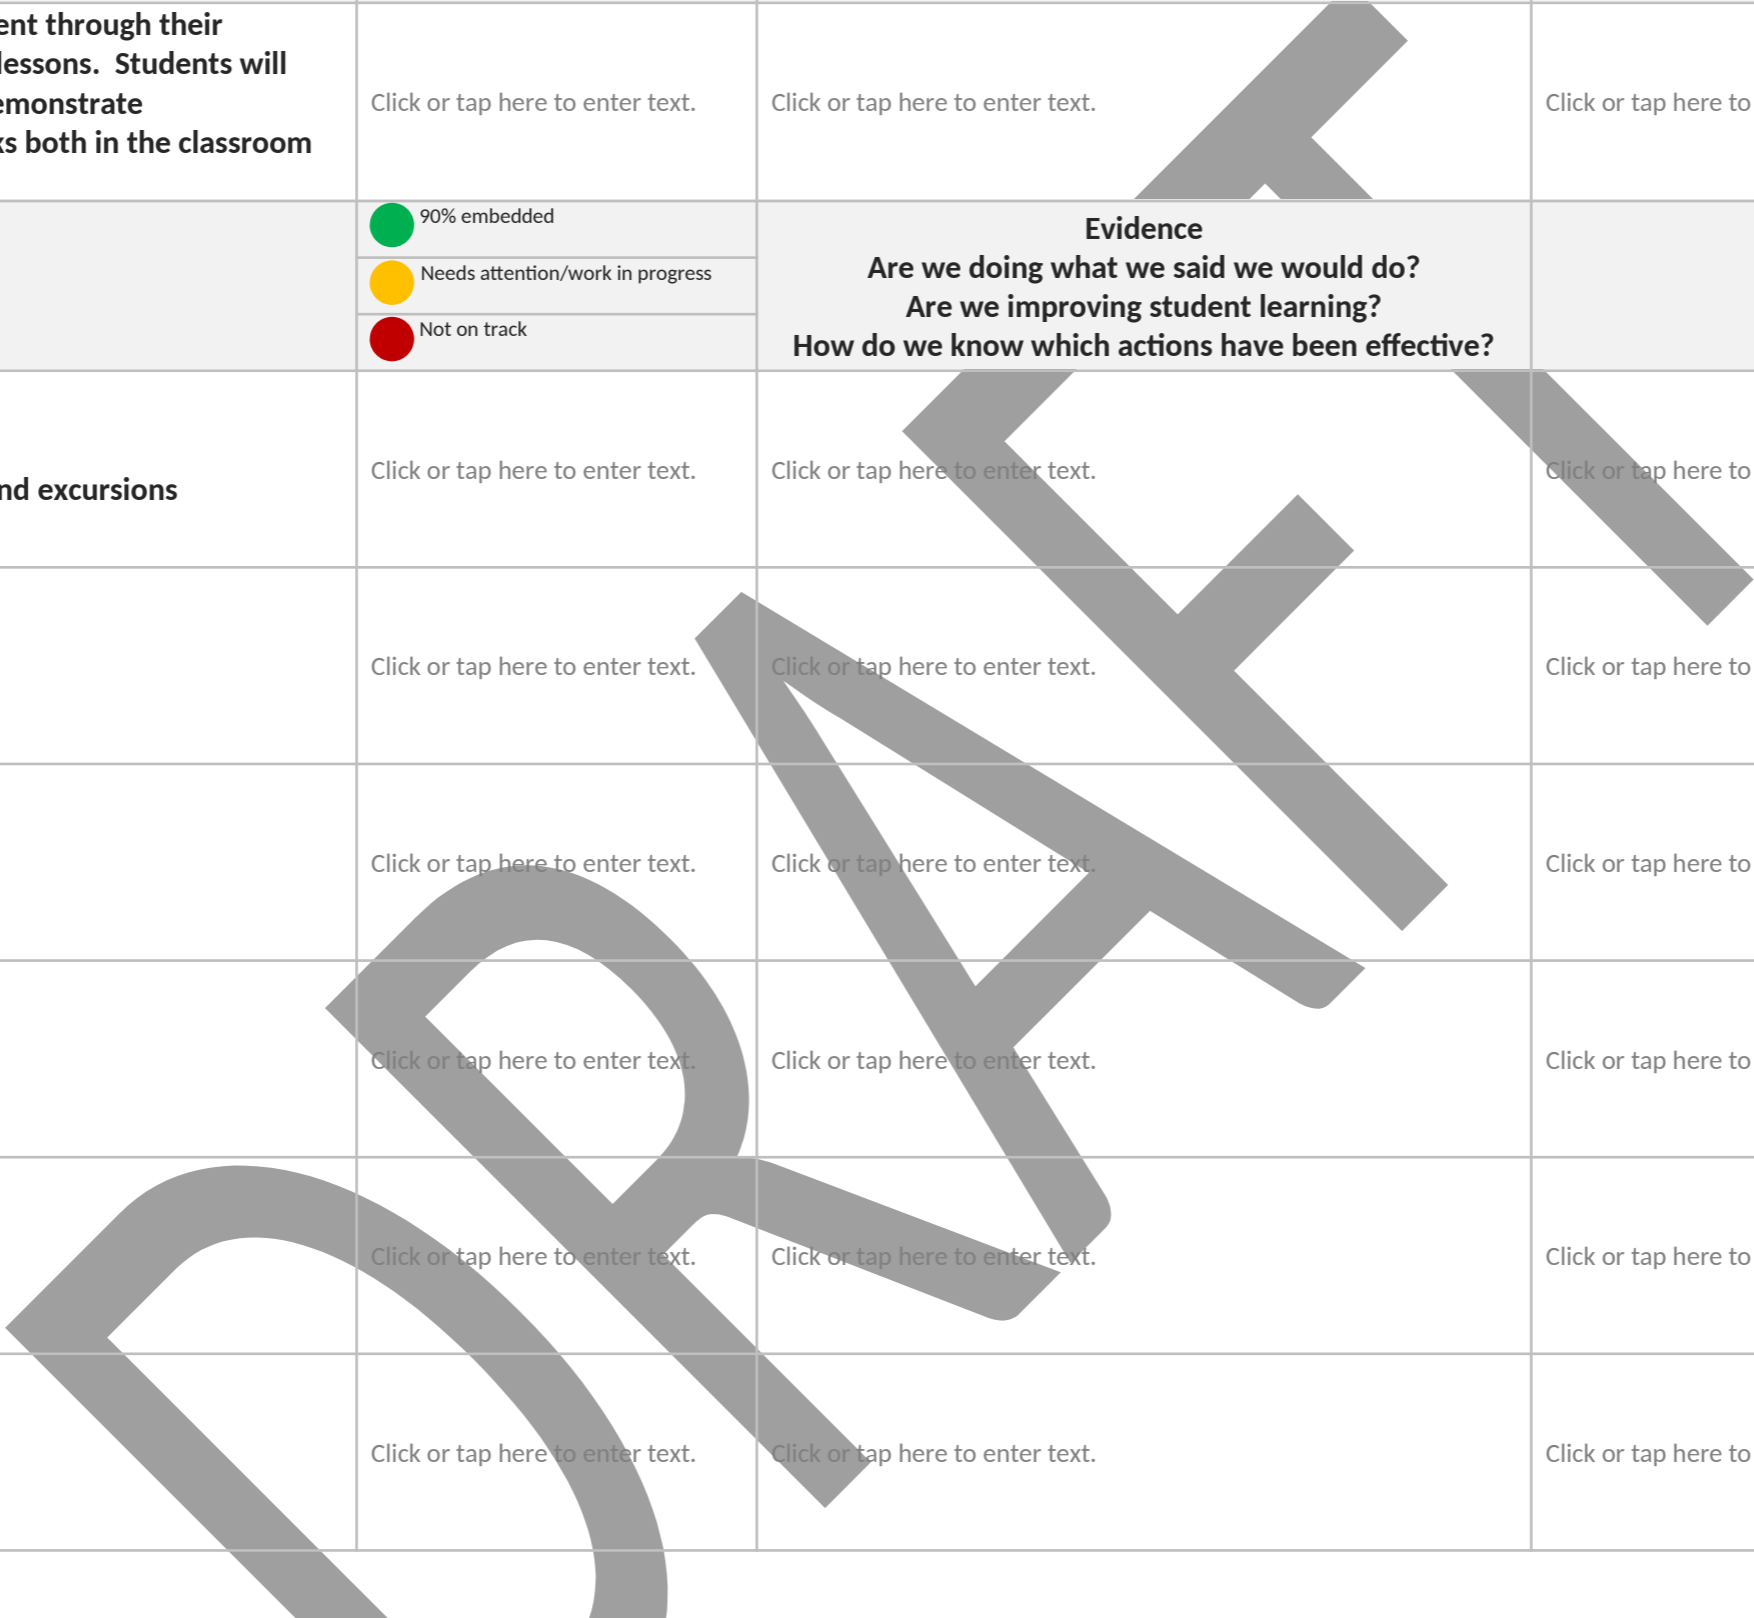 ent through their
lessons.  Students will
emonstrate
ks both in the classroom
Click or tap here to enter text.
Click or tap here to enter text.
Click or tap here to
90% embedded
Needs attention/work in progress
Not on track
Evidence
Are we doing what we said we would do?
Are we improving student learning?
How do we know which actions have been effective?
nd excursions
Click or tap here to enter text.
Click or tap here to enter text.
Click or tap here to
Click or tap here to enter text.
Click or tap here to enter text.
Click or tap here to
Click or tap here to enter text.
Click or tap here to enter text.
Click or tap here to
Click or tap here to enter text.
Click or tap here to enter text.
Click or tap here to
Click or tap here to enter text.
Click or tap here to enter text.
Click or tap here to
Click or tap here to enter text.
Click or tap here to enter text.
Click or tap here to
DRAFT